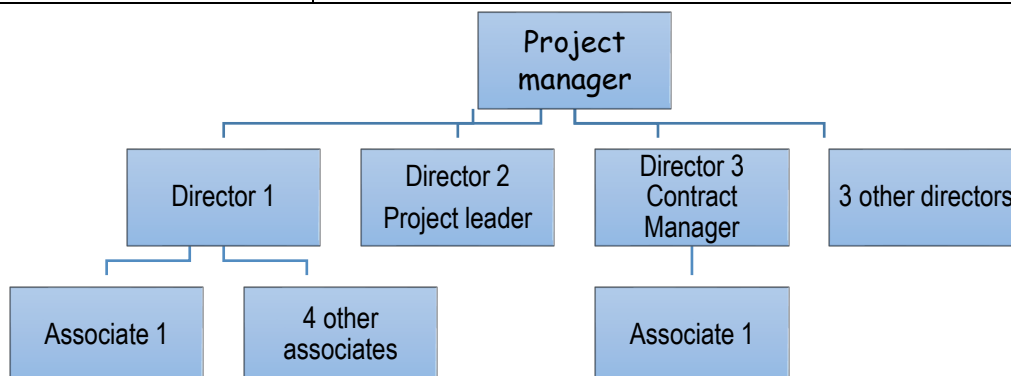 Project
manager
Director 1
Director 2
Project leader
Director 3
Contract
Manager
3 other directors
Associate 1
4 other
associates
Associate 1